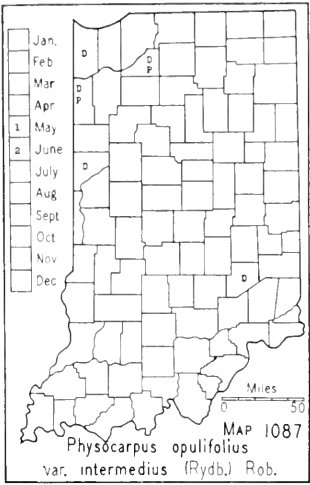 Jan.
Feb
Mar
Apr
1 May
2 June
July
Aug
Sept
Oct
Nov
Dec
D
D
P
D
P
D
D
Miles
0 50
MAP 1087
Physocarpus opulifolius
var. intermedius (Rydb.) Rob.